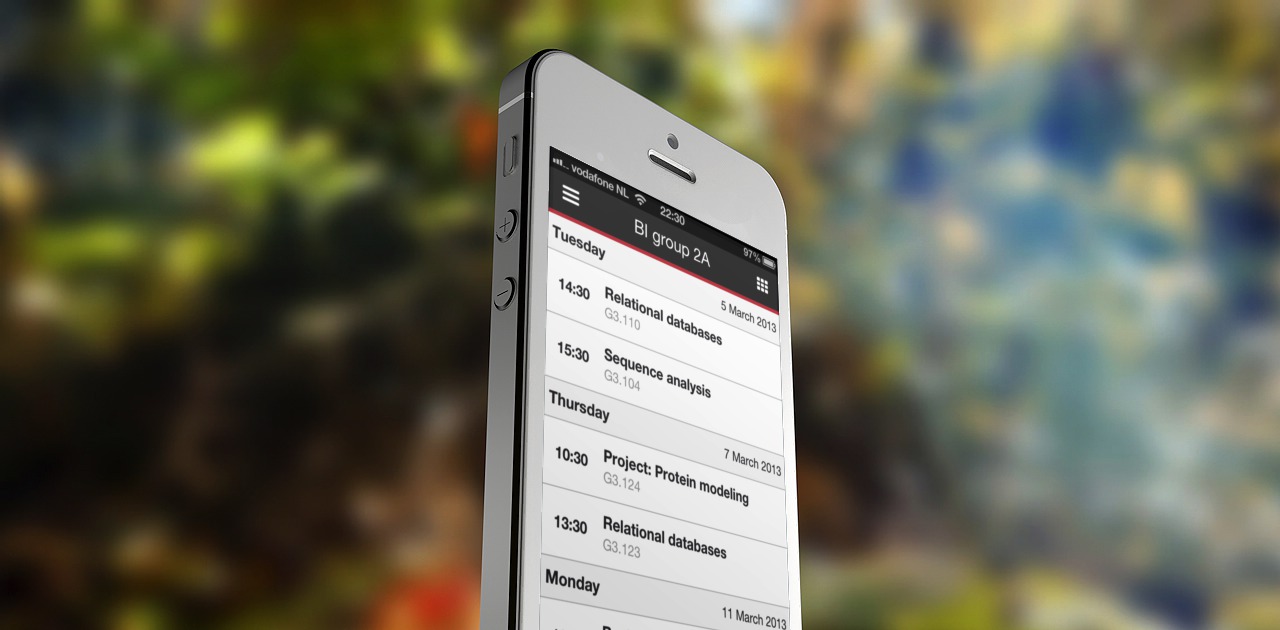 vodafone NL 22:30 97%
BI group 2A
Tuesday 5 March 2013
14:30 Relational databases
G3.110
15:30 Sequence analysis
G3.104
Thursday 7 March 2013
10:30 Project: Protein modeling
G3.124
13:30 Relational databases
G3.123
Monday 11 March 2013